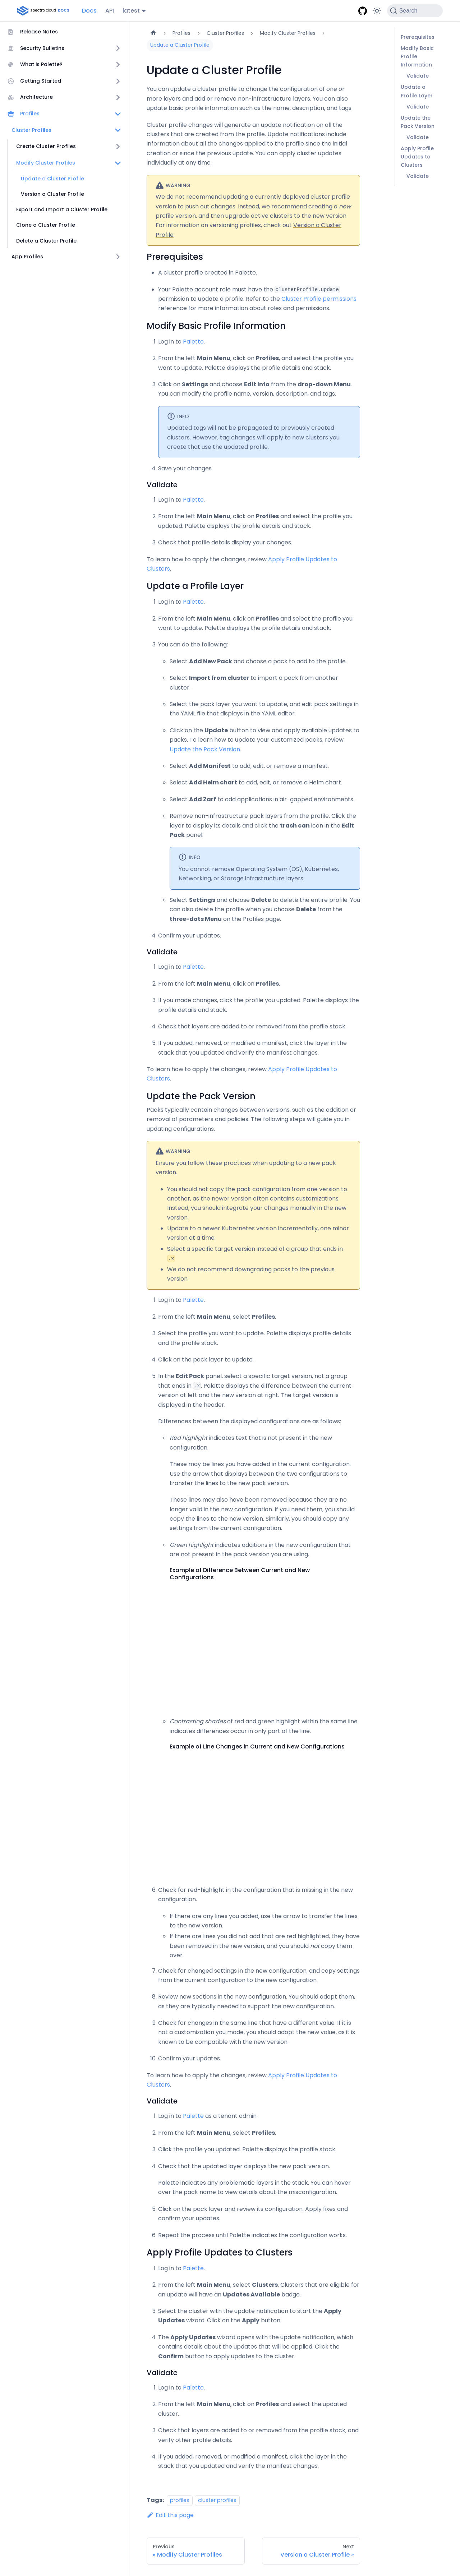 spectro cloud DOCS
Docs
API
latest
Search
Release Notes
Security Bulletins
What is Palette?
Getting Started
Architecture
Profiles
Cluster Profiles
Create Cluster Profiles
Modify Cluster Profiles
Update a Cluster Profile
Version a Cluster Profile
Export and Import a Cluster Profile
Clone a Cluster Profile
Delete a Cluster Profile
App Profiles
Profiles
Cluster Profiles
Modify Cluster Profiles
Update a Cluster Profile
Update a Cluster Profile
You can update a cluster profile to change the configuration of one or
more layers and add or remove non-infrastructure layers. You can also
update basic profile information such as the name, description, and tags.
Cluster profile changes will generate an update notification on all the
clusters that are created from the profile. Update notifications include
information about all the changes applied to the profile since the initial
creation or since the previous update. You can apply cluster updates
individually at any time.
WARNING
We do not recommend updating a currently deployed cluster profile
version to push out changes. Instead, we recommend creating a new
profile version, and then upgrade active clusters to the new version.
For information on versioning profiles, check out Version a Cluster
Profile.
Prerequisites
A cluster profile created in Palette.
Your Palette account role must have the clusterProfile.update
permission to update a profile. Refer to the Cluster Profile permissions
reference for more information about roles and permissions.
Modify Basic Profile Information
1. Log in to Palette.
2. From the left Main Menu, click on Profiles, and select the profile you
want to update. Palette displays the profile details and stack.
3. Click on Settings and choose Edit Info from the drop-down Menu.
You can modify the profile name, version, description, and tags.
INFO
Updated tags will not be propagated to previously created
clusters. However, tag changes will apply to new clusters you
create that use the updated profile.
4. Save your changes.
Validate
1. Log in to Palette.
2. From the left Main Menu, click on Profiles and select the profile you
updated. Palette displays the profile details and stack.
3. Check that profile details display your changes.
To learn how to apply the changes, review Apply Profile Updates to
Clusters.
Update a Profile Layer
1. Log in to Palette.
2. From the left Main Menu, click on Profiles, and select the profile you
want to update. Palette displays the profile details and stack.
3. You can do the following:
Select Add New Pack and choose a pack to add to the profile.
Select Import from cluster to import a pack from another
cluster.
Select the pack layer you want to update, and edit pack settings in
the YAML file that displays in the YAML editor.
Click on the Update button to view and apply available updates to
packs. To learn how to update your customized packs, review
Update the Pack Version.
Select Add Manifest to add, edit, or remove a manifest.
Select Add Helm chart to add, edit, or remove a Helm chart.
Select Add Zarf to add applications in air-gapped environments.
Remove non-infrastructure pack layers from the profile. Click the
layer to display its details and click the trash can icon in the Edit
Pack panel.
INFO
You cannot remove Operating System (OS), Kubernetes,
Networking, or Storage infrastructure layers.
Select Settings and choose Delete to delete the entire profile. You
can also delete the profile when you choose Delete from the
three-dots Menu on the Profiles page.
4. Confirm your updates.
Validate
1. Log in to Palette.
2. From the left Main Menu, click on Profiles.
3. If you made changes, click the profile you updated. Palette displays the
profile details and stack.
4. Check that layers are added to or removed from the profile stack.
5. If you added, removed, or modified a manifest, click the layer in the
stack that you updated and verify the manifest changes.
To learn how to apply the changes, review Apply Profile Updates to
Clusters.
Update the Pack Version
Packs typically contain changes between versions, such as the addition or
removal of parameters and policies. The following steps will guide you in
updating configurations.
WARNING
Ensure you follow these practices when updating to a new pack
version.
You should not copy the pack configuration from one version to
another, as the newer version often contains customizations.
Instead, you should integrate your changes manually in the new
version.
Update to a newer Kubernetes version incrementally, one minor
version at a time.
Select a specific target version instead of a group that ends in
.x
We do not recommend downgrading packs to the previous
version.
1. Log in to Palette.
2. From the left Main Menu, select Profiles.
3. Select the profile you want to update. Palette displays profile details
and the profile stack.
4. Click on the pack layer to update.
5. In the Edit Pack panel, select a specific target version, not a group
that ends in .x. Palette displays the difference between the current
version at left and the new version at right. The target version is
displayed in the header.
Differences between the displayed configurations are as follows:
Red highlight indicates text that is not present in the new
configuration.
These may be lines you have added in the current configuration.
Use the arrow that displays between the two configurations to
transfer the lines to the new pack version.
These lines may also have been removed because they are no
longer valid in the new configuration. If you need them, you should
copy the lines to the new version. Similarly, you should copy any
settings from the current configuration.
Green highlight indicates additions in the new configuration that
are not present in the pack version you are using.
Example of Difference Between Current and New
Configurations
Contrasting shades of red and green highlight within the same line
indicates differences occur in only part of the line.
Example of Line Changes in Current and New Configurations
6. Check for red-highlight in the configuration that is missing in the new
configuration.
If there are any lines you added, use the arrow to transfer the lines
to the new version.
If there are lines you did not add that are red highlighted, they have
been removed in the new version, and you should not copy them
over.
7. Check for changed settings in the new configuration, and copy settings
from the current configuration to the new configuration.
8. Review new sections in the new configuration. You should adopt them,
as they are typically needed to support the new configuration.
9. Check for changes in the same line that have a different value. If it is
not a customization you made, you should adopt the new value, as it is
known to be compatible with the new version.
10. Confirm your updates.
To learn how to apply the changes, review Apply Profile Updates to
Clusters.
Validate
1. Log in to Palette as a tenant admin.
2. From the left Main Menu, select Profiles.
3. Click the profile you updated. Palette displays the profile stack.
4. Check that the updated layer displays the new pack version.
Palette indicates any problematic layers in the stack. You can hover
over the pack name to view details about the misconfiguration.
5. Click on the pack layer and review its configuration. Apply fixes and
confirm your updates.
6. Repeat the process until Palette indicates the configuration works.
Apply Profile Updates to Clusters
1. Log in to Palette.
2. From the left Main Menu, select Clusters. Clusters that are eligible for
an update will have an Updates Available badge.
3. Select the cluster with the update notification to start the Apply
Updates wizard. Click on the Apply button.
4. The Apply Updates wizard opens with the update notification, which
contains details about the updates that will be applied. Click the
Confirm button to apply updates to the cluster.
Validate
1. Log in to Palette.
2. From the left Main Menu, click on Profiles and select the updated
cluster.
3. Check that layers are added to or removed from the profile stack, and
verify other profile details.
4. If you added, removed, or modified a manifest, click the layer in the
stack that you updated and verify the manifest changes.
Tags: profiles cluster profiles
Edit this page
Previous
« Modify Cluster Profiles
Next
Version a Cluster Profile »
Prerequisites
Modify Basic
Profile
Information
Validate
Update a
Profile Layer
Validate
Update the
Pack Version
Validate
Apply Profile
Updates to
Clusters
Validate